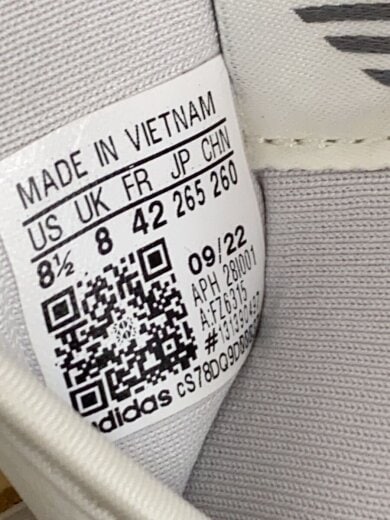 MADE IN VIETNAM
US UK FR JP CHN
8½ 8 42 265 260
09/22
APH 281001
adidas